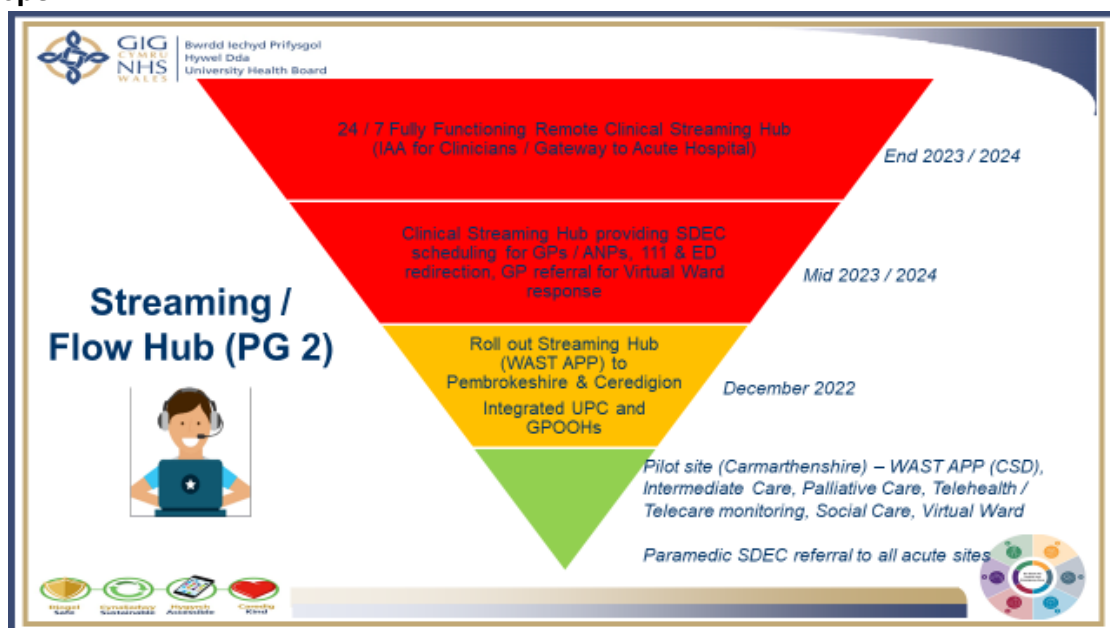 GIG
CYMRU
NHS
WALES
Bwrdd Iechyd Prifysgol
Hywel Dda
University Health Board
24 / 7 Fully Functioning Remote Clinical Streaming Hub
(IAA for Clinicians / Gateway to Acute Hospital)
End 2023 / 2024
Clinical Streaming Hub providing SDEC
scheduling for GPs / ANPs, 111 & ED
redirection, GP referral for Virtual Ward
response
Mid 2023 / 2024
Streaming /
Flow Hub (PG 2)
Roll out Streaming Hub
(WAST APP) to
Pembrokeshire & Ceredigion
Integrated UPC and
GPOOHs
December 2022
Pilot site (Carmarthenshire) – WAST APP (CSD),
Intermediate Care, Palliative Care, Telehealth /
Telecare monitoring, Social Care, Virtual Ward
Paramedic SDEC referral to all acute sites
Diogel
Safe
Cynaliadwy
Sustainable
Hygyrch
Accessible
Caredig
Kind